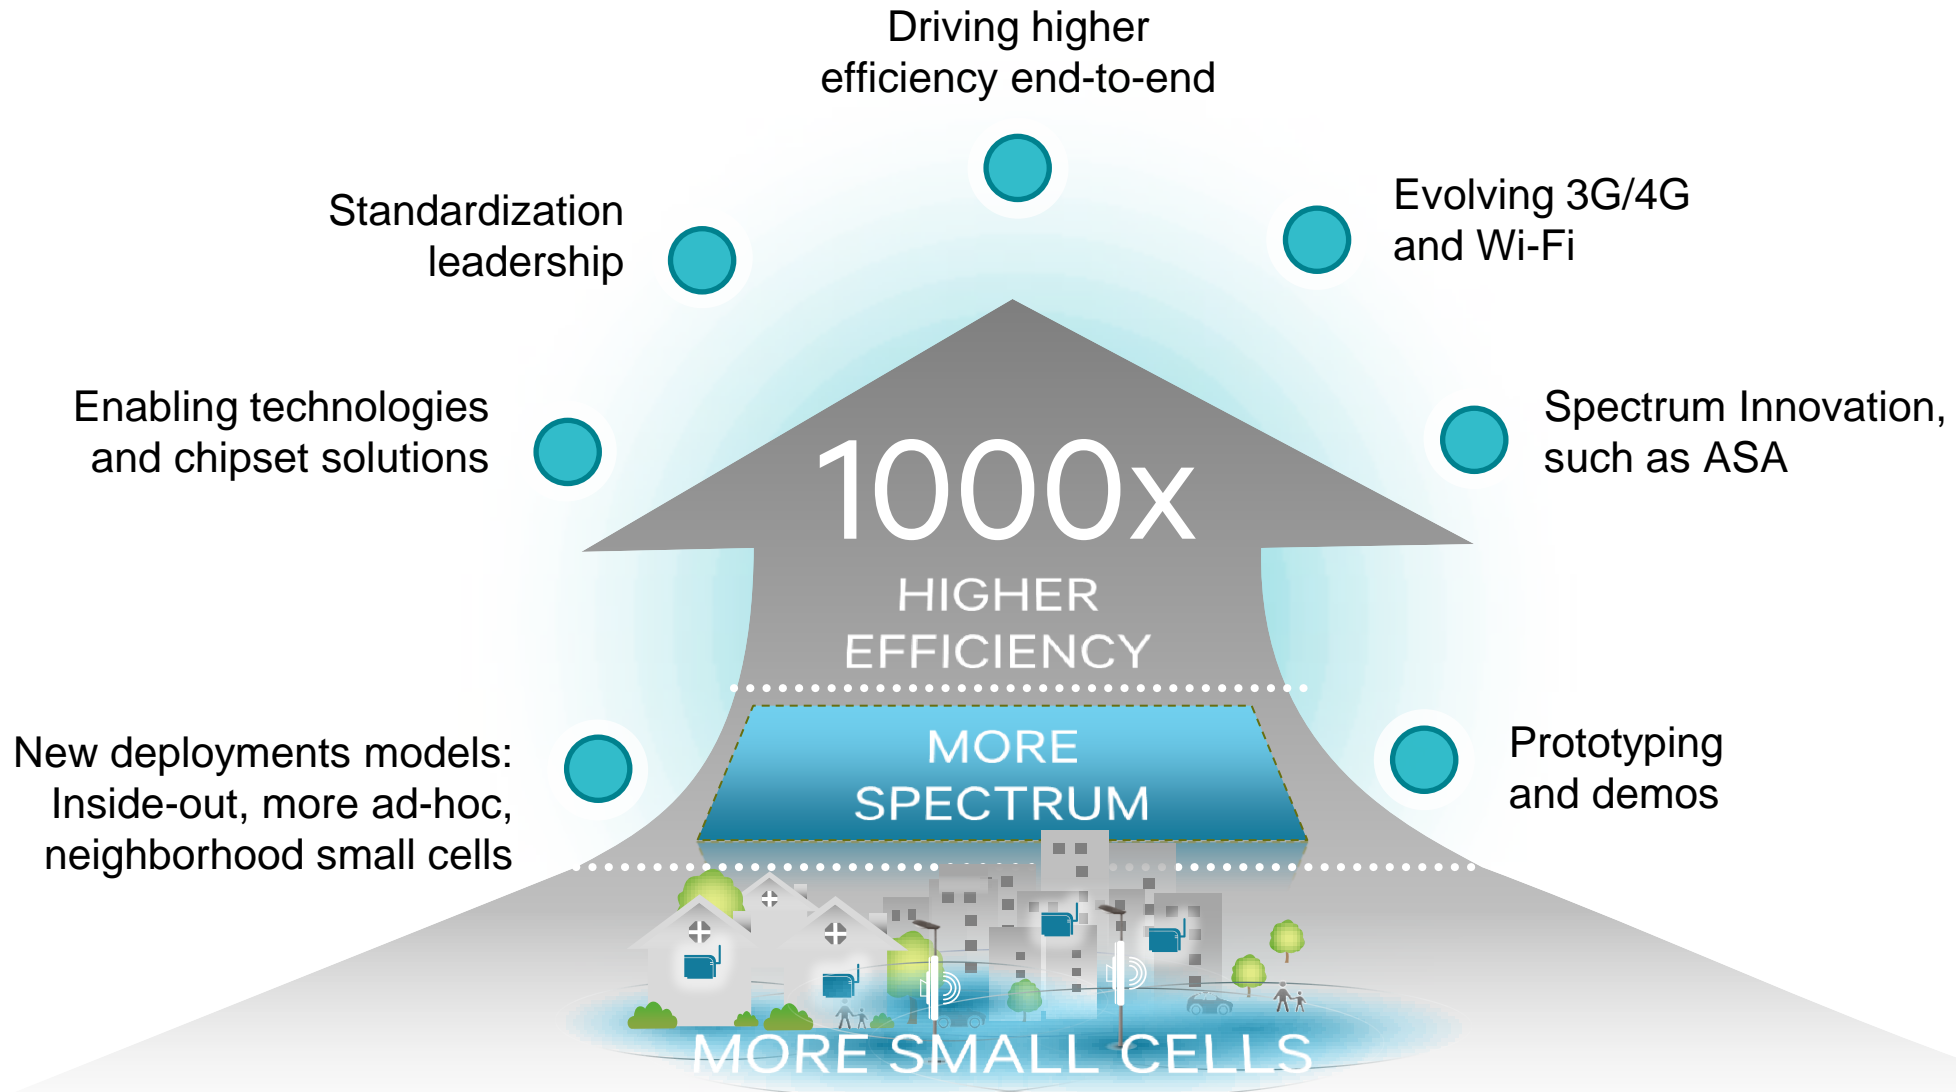 Driving higher
efficiency end-to-end
Standardization
leadership
Evolving 3G/4G
and Wi-Fi
Enabling technologies
and chipset solutions
Spectrum Innovation,
such as ASA
1000x
HIGHER
EFFICIENCY
New deployments models:
Inside-out, more ad-hoc,
neighborhood small cells
MORE
SPECTRUM
Prototyping
and demos
MORE SMALL CELLS